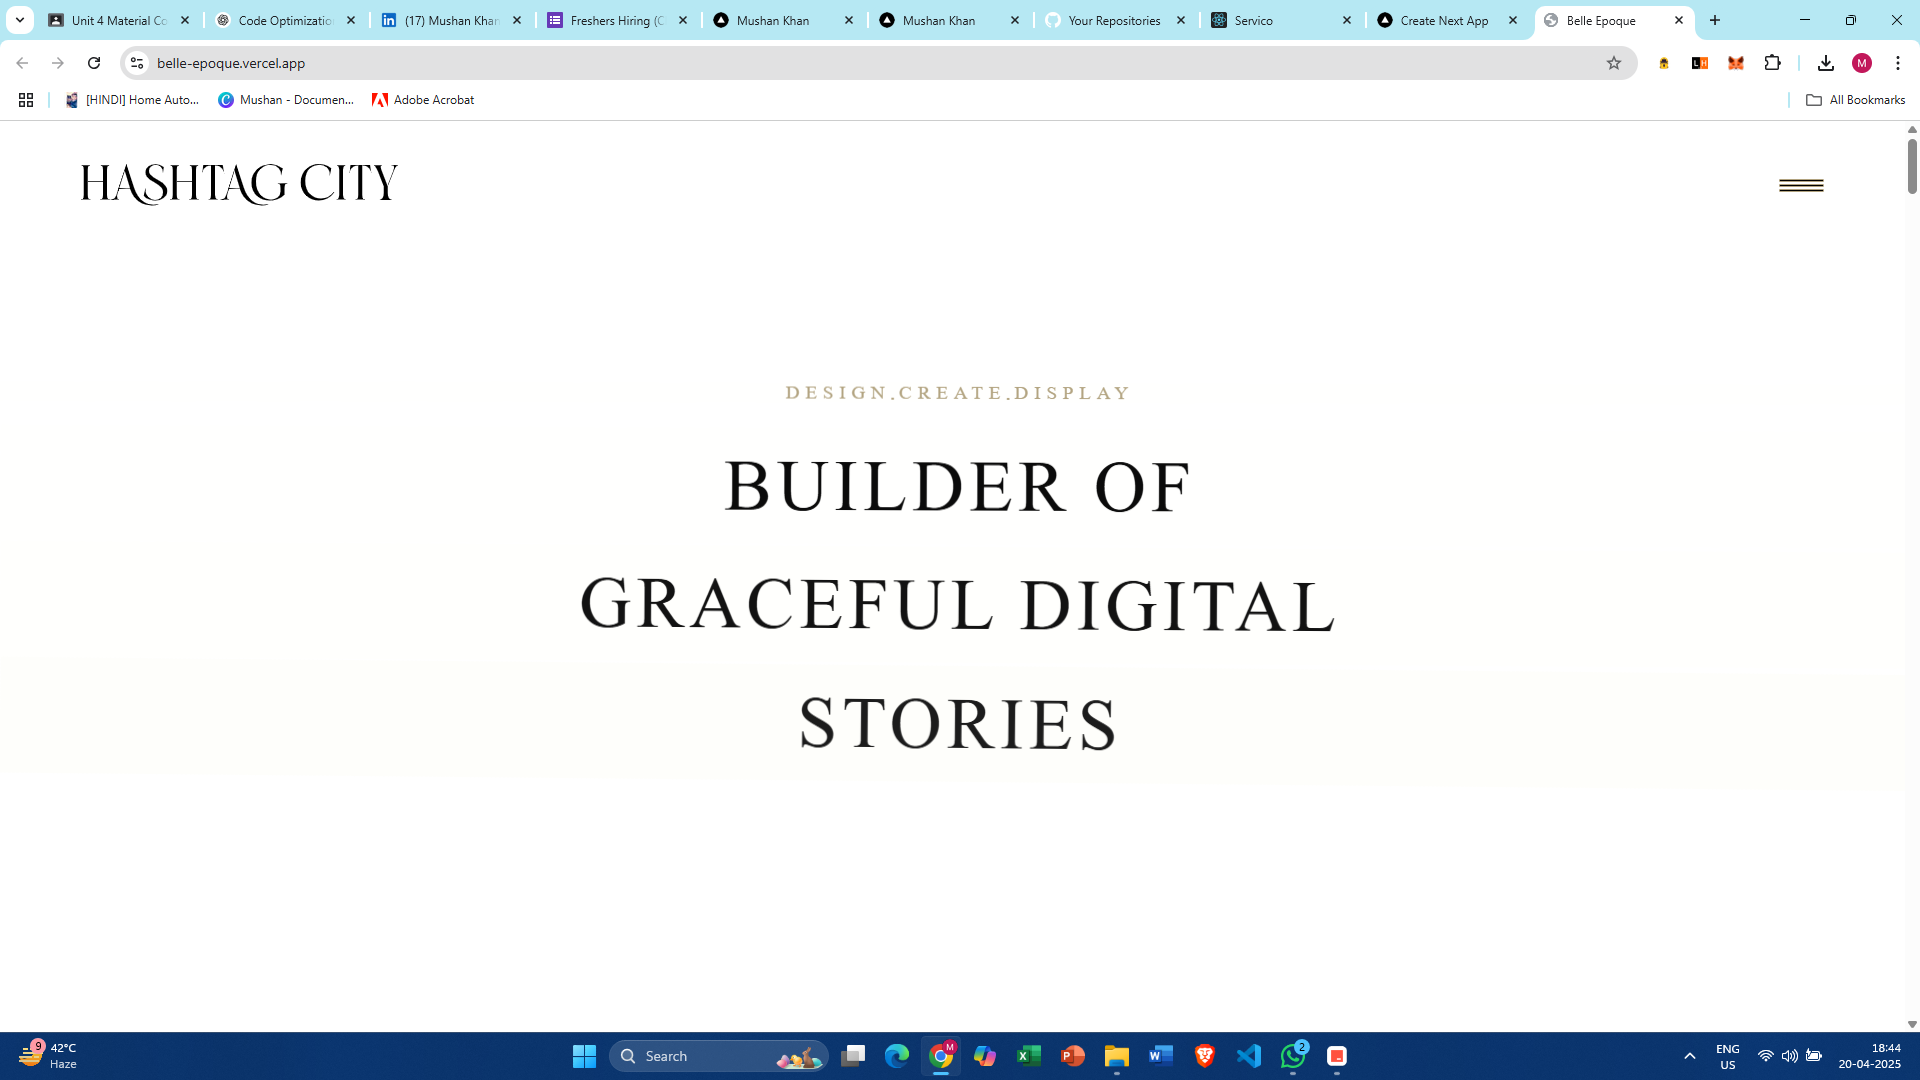 Unit 4 Material Co
Code Optimizatio
(17) Mushan Khan
Freshers Hiring (C
Mushan Khan
Mushan Khan
Your Repositories
Servico
Create Next App
Belle Epoque
belle-epoque.vercel.app
M
[HINDI] Home Auto...
Mushan - Documen...
Adobe Acrobat
All Bookmarks
HASHTAG CITY
DESIGN.CREATE.DISPLAY
BUILDER OF
GRACEFUL DIGITAL
STORIES
9
42°C
Haze
Search
M
2
ENG
US
18:44
20-04-2025